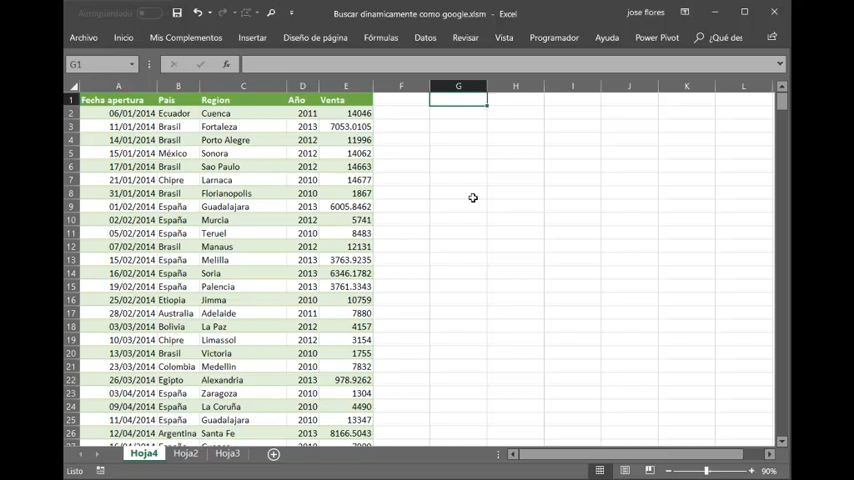 Autoguardado
Buscar dinamicamente como google.xlsm - Excel
jose flores
Archivo Inicio Mis Complementos Insertar Diseño de página Fórmulas Datos Revisar Vista Programador Ayuda Power Pivot ¿Qué des
G1 fx
A B C D E F G H I J K L
1 Fecha apertura Pais Region Año Venta
2 06/01/2014 Ecuador Cuenca 2011 14046
3 11/01/2014 Brasil Fortaleza 2013 7053.0105
4 14/01/2014 Brasil Porto Alegre 2012 11996
5 15/01/2014 México Sonora 2012 14062
6 17/01/2014 Brasil Sao Paulo 2012 14663
7 21/01/2014 Chipre Larnaca 2010 14677
8 31/01/2014 Brasil Florianopolis 2010 1867
9 01/02/2014 España Guadalajara 2013 6005.8462
10 02/02/2014 España Murcia 2012 5741
11 05/02/2014 España Teruel 2010 8483
12 07/02/2014 Brasil Manaus 2012 12131
13 15/02/2014 España Melilla 2013 3763.9235
14 16/02/2014 España Soria 2013 6346.1782
15 19/02/2014 España Palencia 2013 3761.3343
16 25/02/2014 Etiopia Jimma 2010 10759
17 28/02/2014 Australia Adelaide 2011 7880
18 03/03/2014 Bolivia La Paz 2012 4157
19 10/03/2014 Chipre Limassol 2012 3154
20 13/03/2014 Brasil Victoria 2010 1755
21 23/03/2014 Colombia Medellin 2010 7832
22 26/03/2014 Egipto Alexandria 2013 978.9262
23 03/04/2014 España Zaragoza 2010 1304
24 09/04/2014 España La Coruña 2010 4490
25 11/04/2014 España Guadalajara 2010 13347
26 12/04/2014 Argentina Santa Fe 2013 8166.5043
Hoja4 Hoja2 Hoja3
Listo 90%